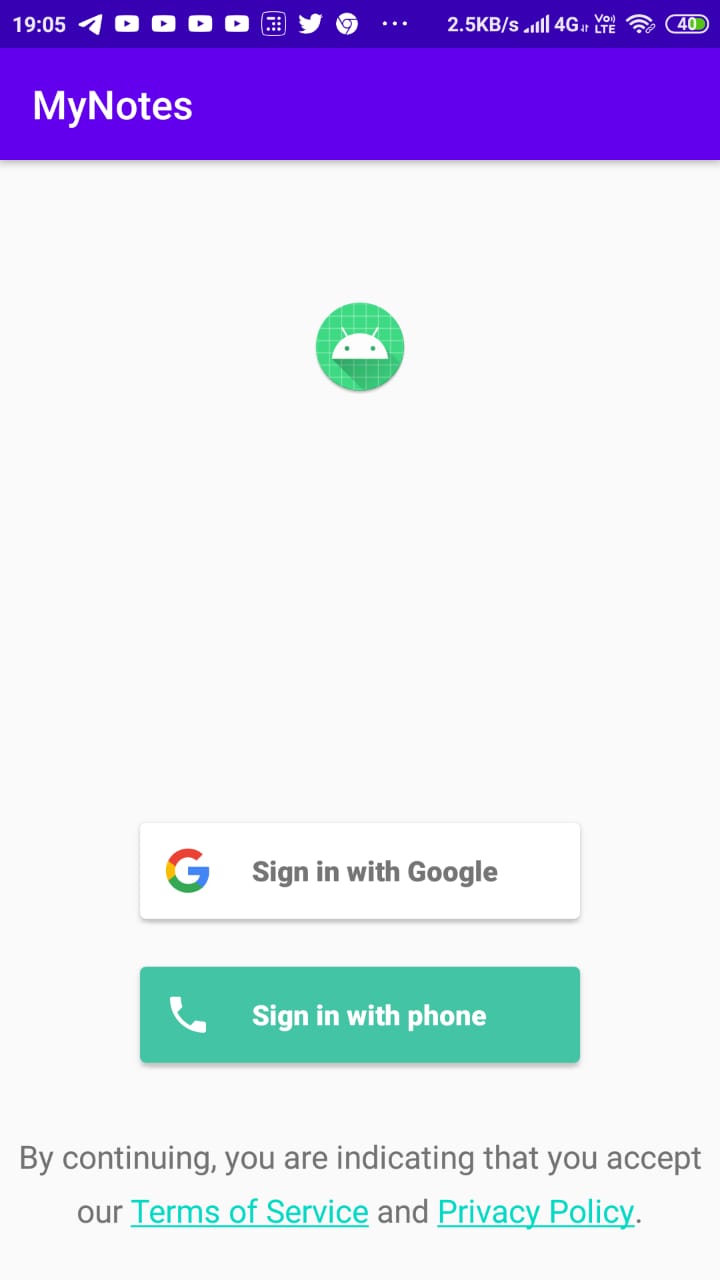 19:05 2.5KB/s 4G Vo) LTE 40
MyNotes
Sign in with Google
Sign in with phone
By continuing, you are indicating that you accept
our Terms of Service and Privacy Policy.